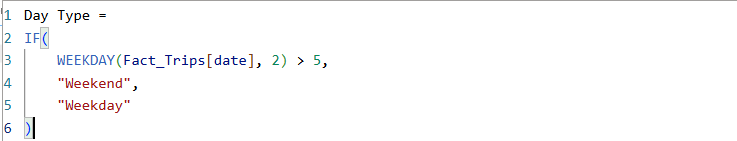 1 Day Type =
2 IF(
3 WEEKDAY(Fact_Trips[date], 2) > 5,
4 "Weekend",
5 "Weekday"
6 )